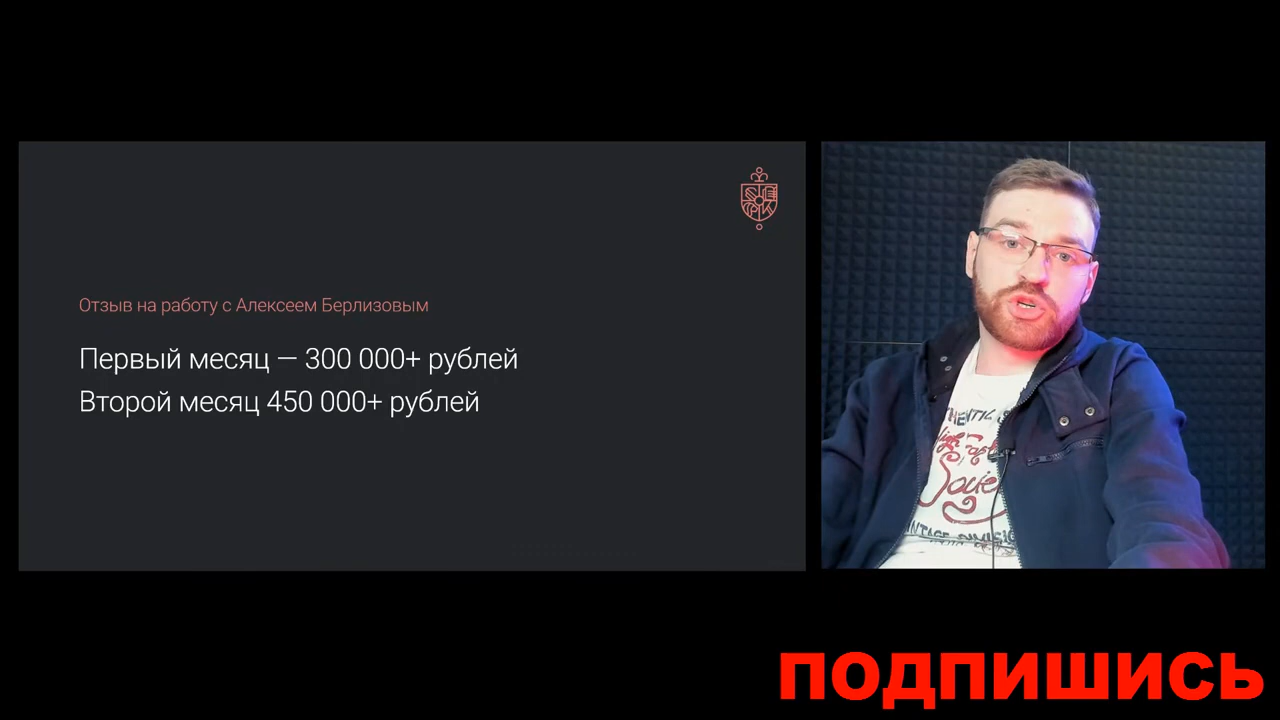 Отзыв на работу с Алексеем Берлизовым
Первый месяц — 300 000+ рублей
Второй месяц 450 000+ рублей
ПОДПИШИСЬ